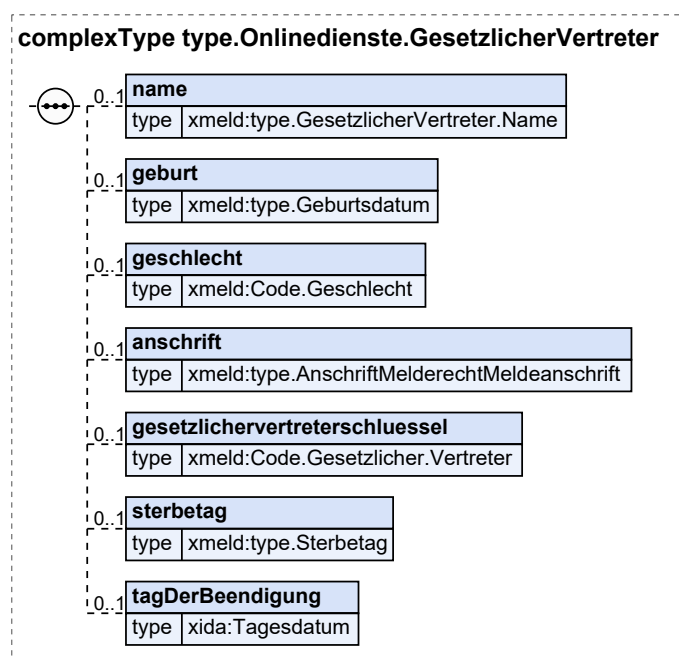 complexType type.Onlinedienste.GesetzlicherVertreter
0..1 name
type xmeld:type.GesetzlicherVertreter.Name
0..1 geburt
type xmeld:type.Geburtsdatum
0..1 geschlecht
type xmeld:Code.Geschlecht
0..1 anschrift
type xmeld:type.AnschriftMelderechtMeldeanschrift
0..1 gesetzlichervertreterschluessel
type xmeld:Code.Gesetzlicher.Vertreter
0..1 sterbetag
type xmeld:type.Sterbetag
0..1 tagDerBeendigung
type xida:Tagesdatum